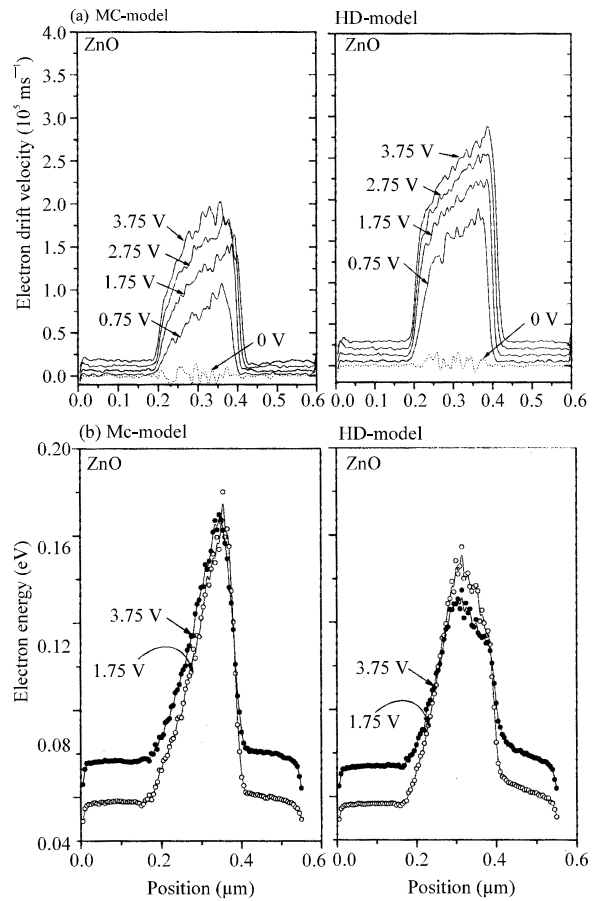 (a) MC-model
HD-model
ZnO
ZnO
Electron drift velocity (10⁵ ms⁻¹)
4.0
3.5
3.0
2.5
2.0
1.5
1.0
0.5
0.0
3.75 V
2.75 V
1.75 V
0.75 V
0 V
3.75 V
2.75 V
1.75 V
0.75 V
0 V
0.0 0.1 0.2 0.3 0.4 0.5 0.6
0.0 0.1 0.2 0.3 0.4 0.5 0.6
(b) Mc-model
HD-model
ZnO
ZnO
Electron energy (eV)
0.20
0.16
0.12
0.08
0.04
3.75 V
1.75 V
3.75 V
1.75 V
0.0 0.2 0.4 0.6
0.0 0.2 0.4 0.6
Position (µm)
Position (µm)